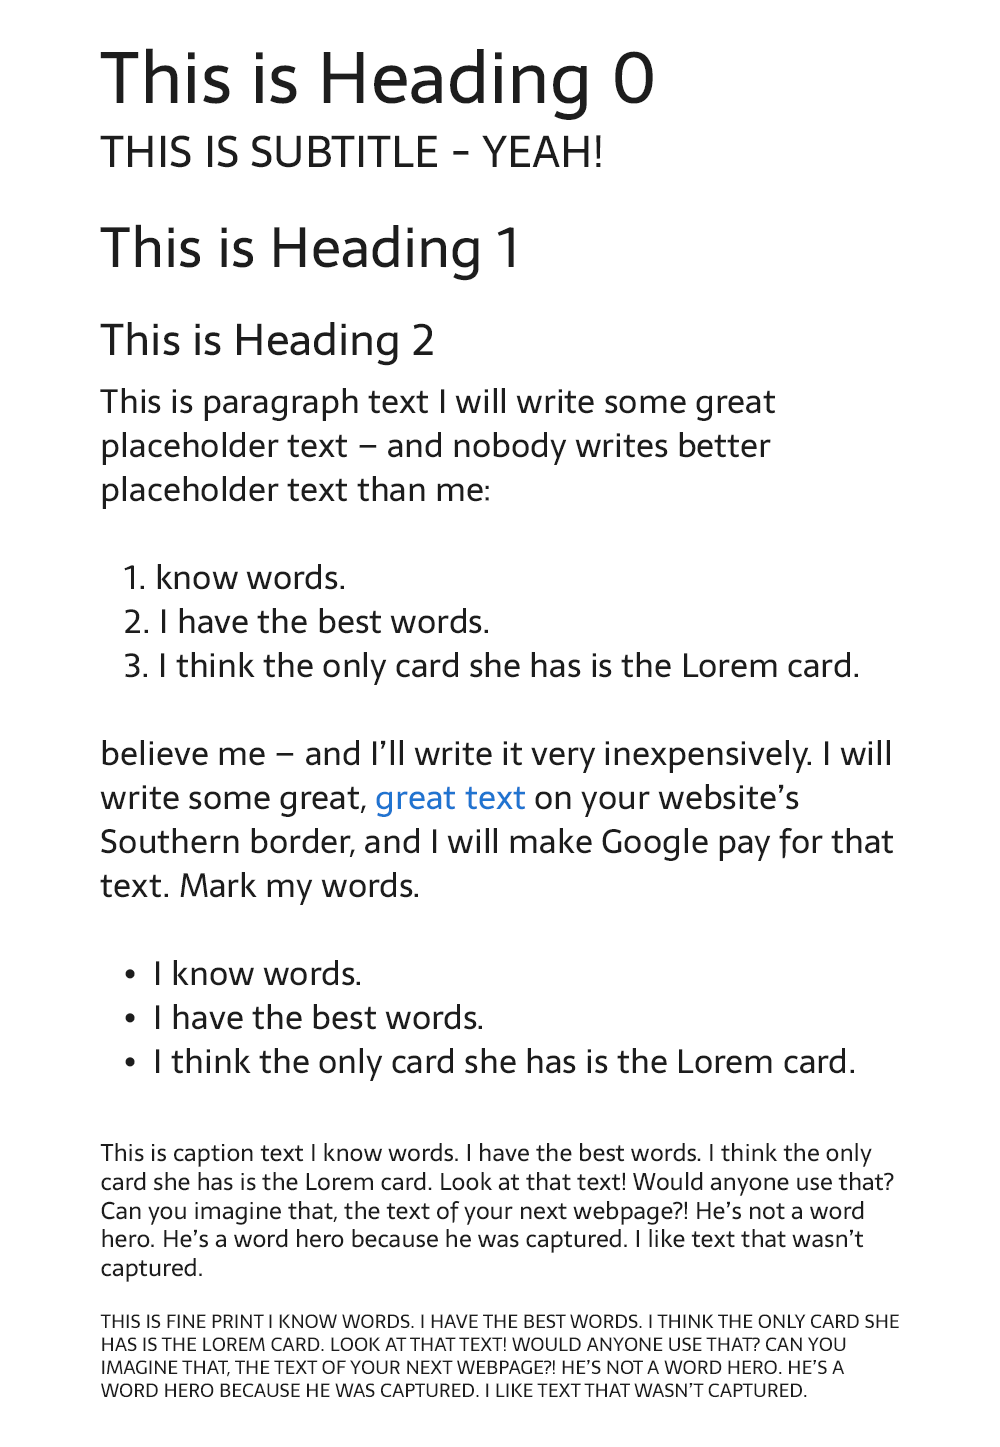 This is Heading 0
THIS IS SUBTITLE - YEAH!
This is Heading 1
This is Heading 2
This is paragraph text I will write some great
placeholder text – and nobody writes better
placeholder text than me:
1. know words.
2. I have the best words.
3. I think the only card she has is the Lorem card.
believe me – and I’ll write it very inexpensively. I will
write some great, great text on your website’s
Southern border, and I will make Google pay for that
text. Mark my words.
• I know words.
• I have the best words.
• I think the only card she has is the Lorem card.
This is caption text I know words. I have the best words. I think the only
card she has is the Lorem card. Look at that text! Would anyone use that?
Can you imagine that, the text of your next webpage?! He’s not a word
hero. He’s a word hero because he was captured. I like text that wasn’t
captured.
THIS IS FINE PRINT I KNOW WORDS. I HAVE THE BEST WORDS. I THINK THE ONLY CARD SHE
HAS IS THE LOREM CARD. LOOK AT THAT TEXT! WOULD ANYONE USE THAT? CAN YOU
IMAGINE THAT, THE TEXT OF YOUR NEXT WEBPAGE?! HE’S NOT A WORD HERO. HE’S A
WORD HERO BECAUSE HE WAS CAPTURED. I LIKE TEXT THAT WASN’T CAPTURED.